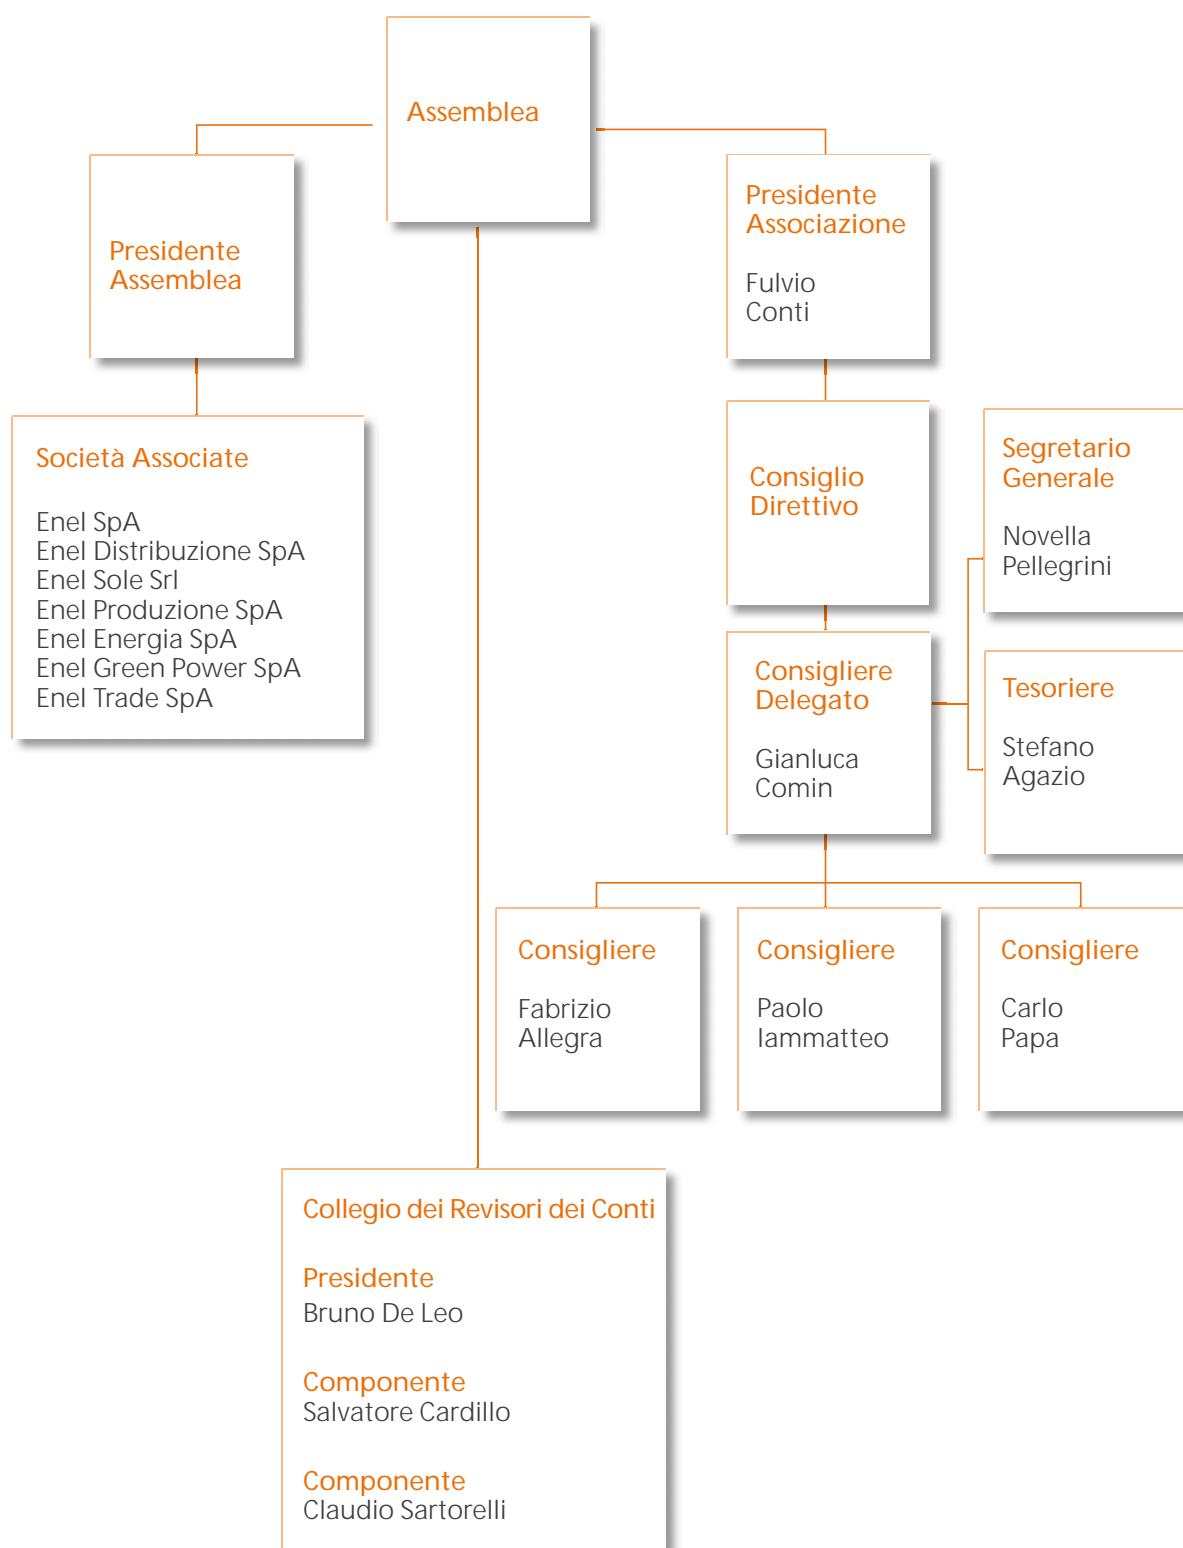 Assemblea
Presidente
Assemblea
Società Associate
Enel SpA
Enel Distribuzione SpA
Enel Sole Srl
Enel Produzione SpA
Enel Energia SpA
Enel Green Power SpA
Enel Trade SpA
Presidente
Associazione
Fulvio
Conti
Consiglio
Direttivo
Segretario
Generale
Novella
Pellegrini
Consigliere
Delegato
Gianluca
Comin
Tesoriere
Stefano
Agazio
Consigliere
Fabrizio
Allegra
Consigliere
Paolo
Iammatteo
Consigliere
Carlo
Papa
Collegio dei Revisori dei Conti
Presidente
Bruno De Leo
Componente
Salvatore Cardillo
Componente
Claudio Sartorelli